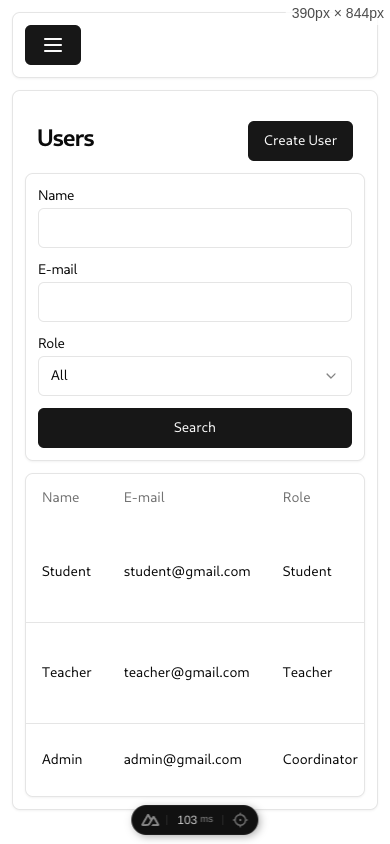 390px × 844px
Users
Create User
Name
E-mail
Role
All
Search
Name E-mail Role
Student student@gmail.com Student
Teacher teacher@gmail.com Teacher
Admin admin@gmail.com Coordinator
103 ms